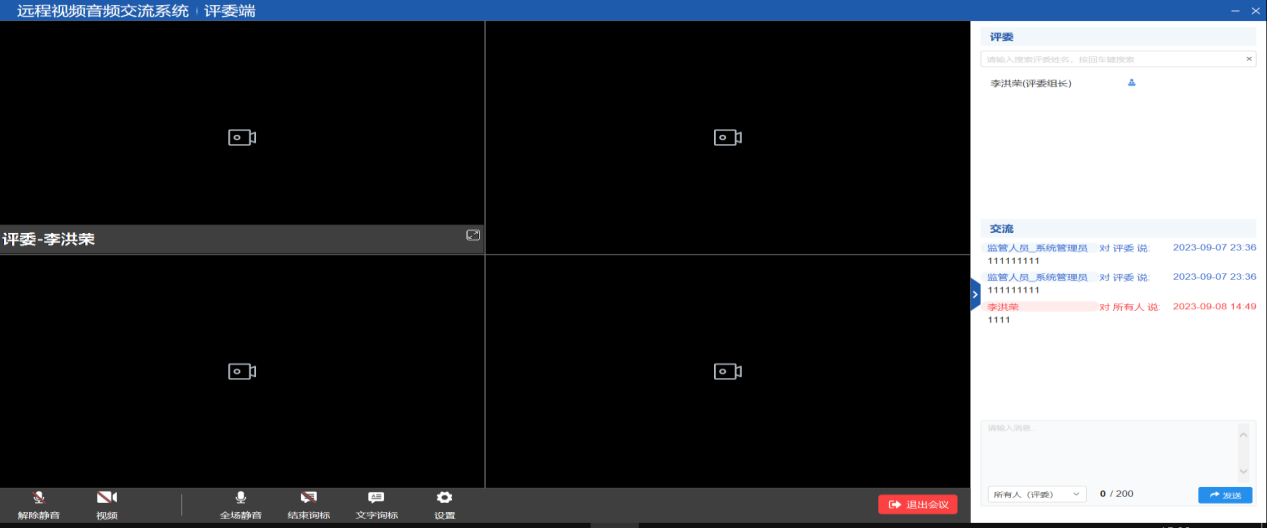 远程视频音频交流系统 | 评委端
评委
请输入搜索评委姓名，按回车键搜索
李洪荣(评委组长)
评委-李洪荣
交流
监管人员_系统管理员 对 评委 说: 2023-09-07 23:36
111111111
监管人员_系统管理员 对 评委 说: 2023-09-07 23:36
111111111
李洪荣 对 所有人 说: 2023-09-08 14:49
1111
请输入消息
所有人（评委） 0 / 200 发送
解除静音 视频 全场静音 结束询标 文字询标 设置 退出会议